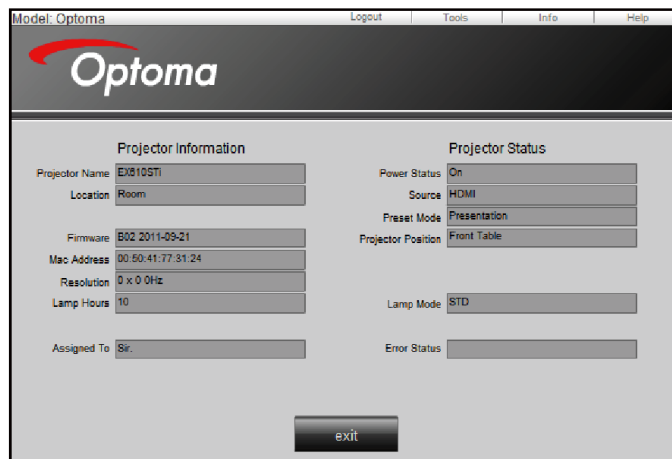 Model: Optoma
Logout Tools Info Help
Optoma
Projector Information
Projector Name EX610STi
Location Room
Firmware B02 2011-09-21
Mac Address 00:50:41:77:31:24
Resolution 0 x 0 0Hz
Lamp Hours 10
Assigned To Sir.
Projector Status
Power Status On
Source HDMI
Preset Mode Presentation
Projector Position Front Table
Lamp Mode STD
Error Status
exit